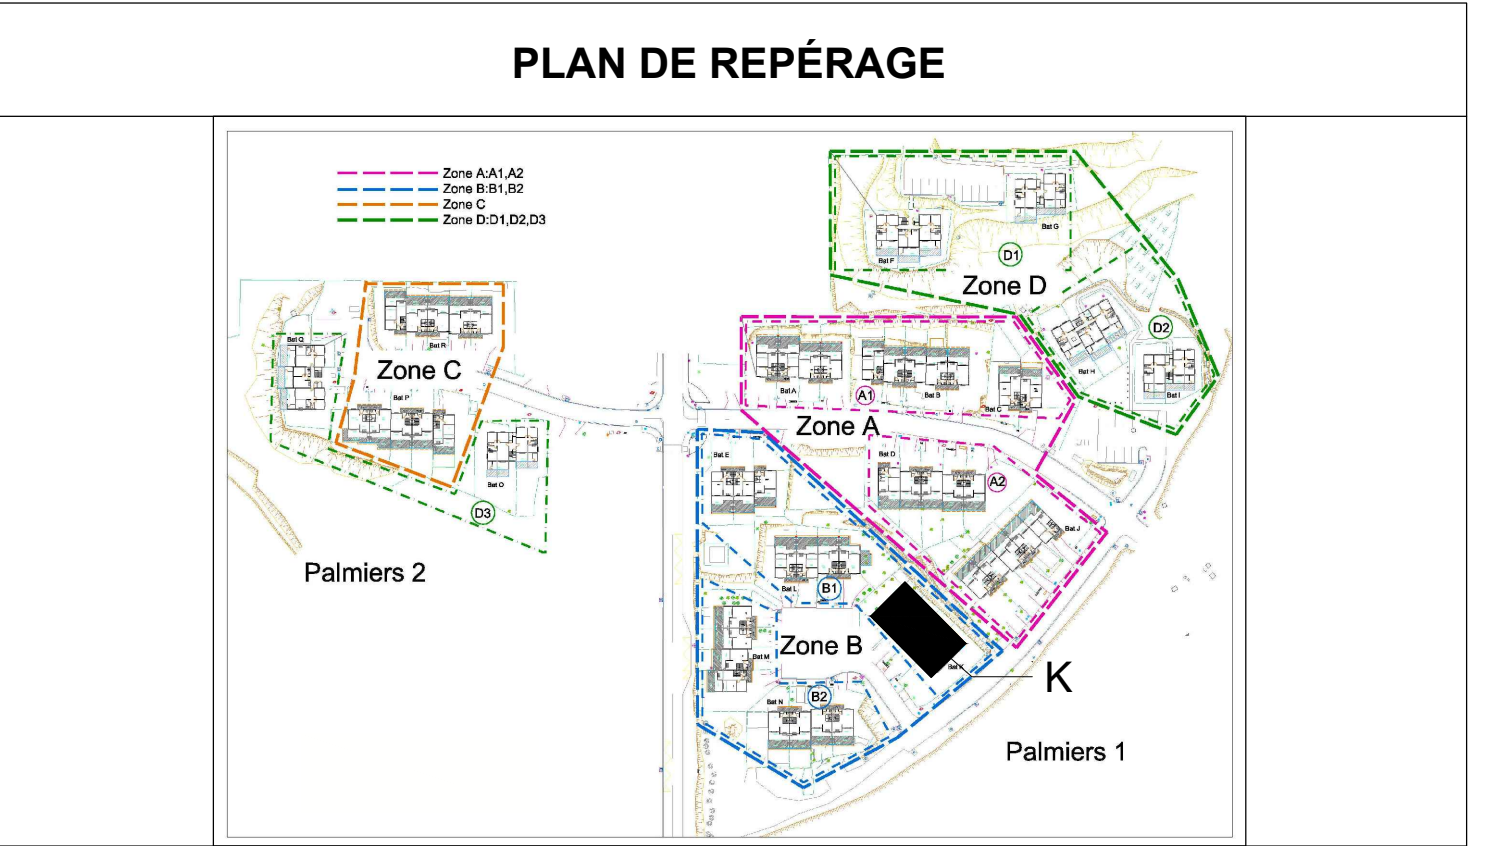 PLAN DE REPÉRAGE
Zone A:A1,A2
Zone B:B1,B2
Zone C
Zone D:D1,D2,D3
Bat G
Bat F
D1
Zone D
D2
Bat Q
Bat R
Zone C
Bat P
Bat H
Bat A
A1
Bat B
Bat I
Bat C
Zone A
Bat E
Bat D
A2
Bat O
D3
Bat J
Palmiers 2
Bat L
B1
Zone B
Bat M
Bat K
K
B2
Bat N
Palmiers 1